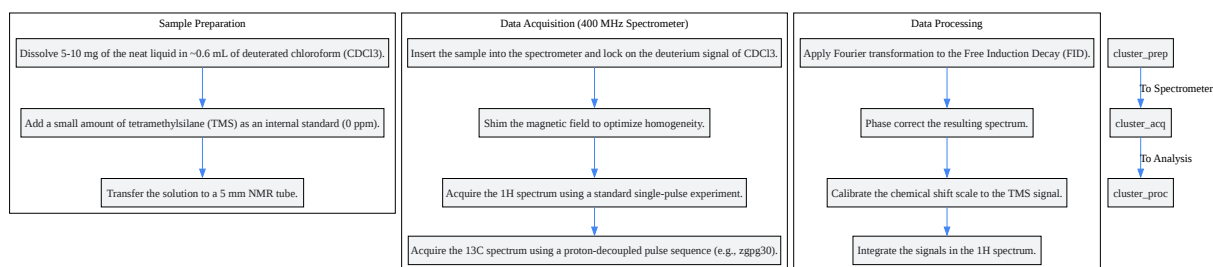 Sample Preparation
Dissolve 5-10 mg of the neat liquid in ~0.6 mL of deuterated chloroform (CDCl3).
Add a small amount of tetramethylsilane (TMS) as an internal standard (0 ppm).
Transfer the solution to a 5 mm NMR tube.
Data Acquisition (400 MHz Spectrometer)
Insert the sample into the spectrometer and lock on the deuterium signal of CDCl3.
Shim the magnetic field to optimize homogeneity.
Acquire the 1H spectrum using a standard single-pulse experiment.
Acquire the 13C spectrum using a proton-decoupled pulse sequence (e.g., zgpg30).
Data Processing
Apply Fourier transformation to the Free Induction Decay (FID).
Phase correct the resulting spectrum.
Calibrate the chemical shift scale to the TMS signal.
Integrate the signals in the 1H spectrum.
cluster_prep
To Spectrometer
cluster_acq
To Analysis
cluster_proc